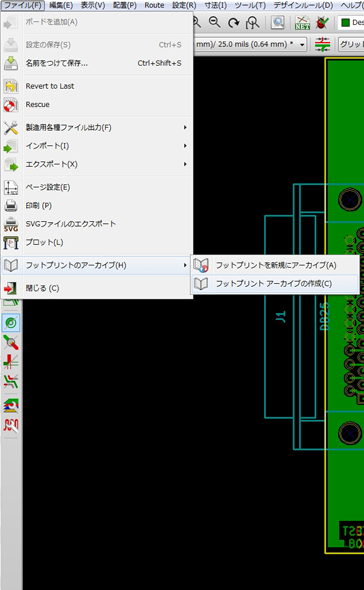 ファイル(F) 編集(E) 表示(V) 配置(P) Route 設定(R) 寸法(I) ツール(T) デザインルール(D) ヘルプ(
ボードを追加(A)
NET Des
設定の保存(S) Ctrl+S
mm)/ 25.0 mils (0.64 mm) * グリッ
名前をつけて保存... Ctrl+Shift+S
Revert to Last
Rescue
製造用各種ファイル出力(F)
インポート(I)
エクスポート(X)
ページ設定(E)
印刷 (P)
SVG SVGファイルのエクスポート
プロット(L)
フットプリントのアーカイブ(H)
フットプリントを新規にアーカイブ(A)
閉じる (C)
フットプリント アーカイブの作成(C)
J1
DB25